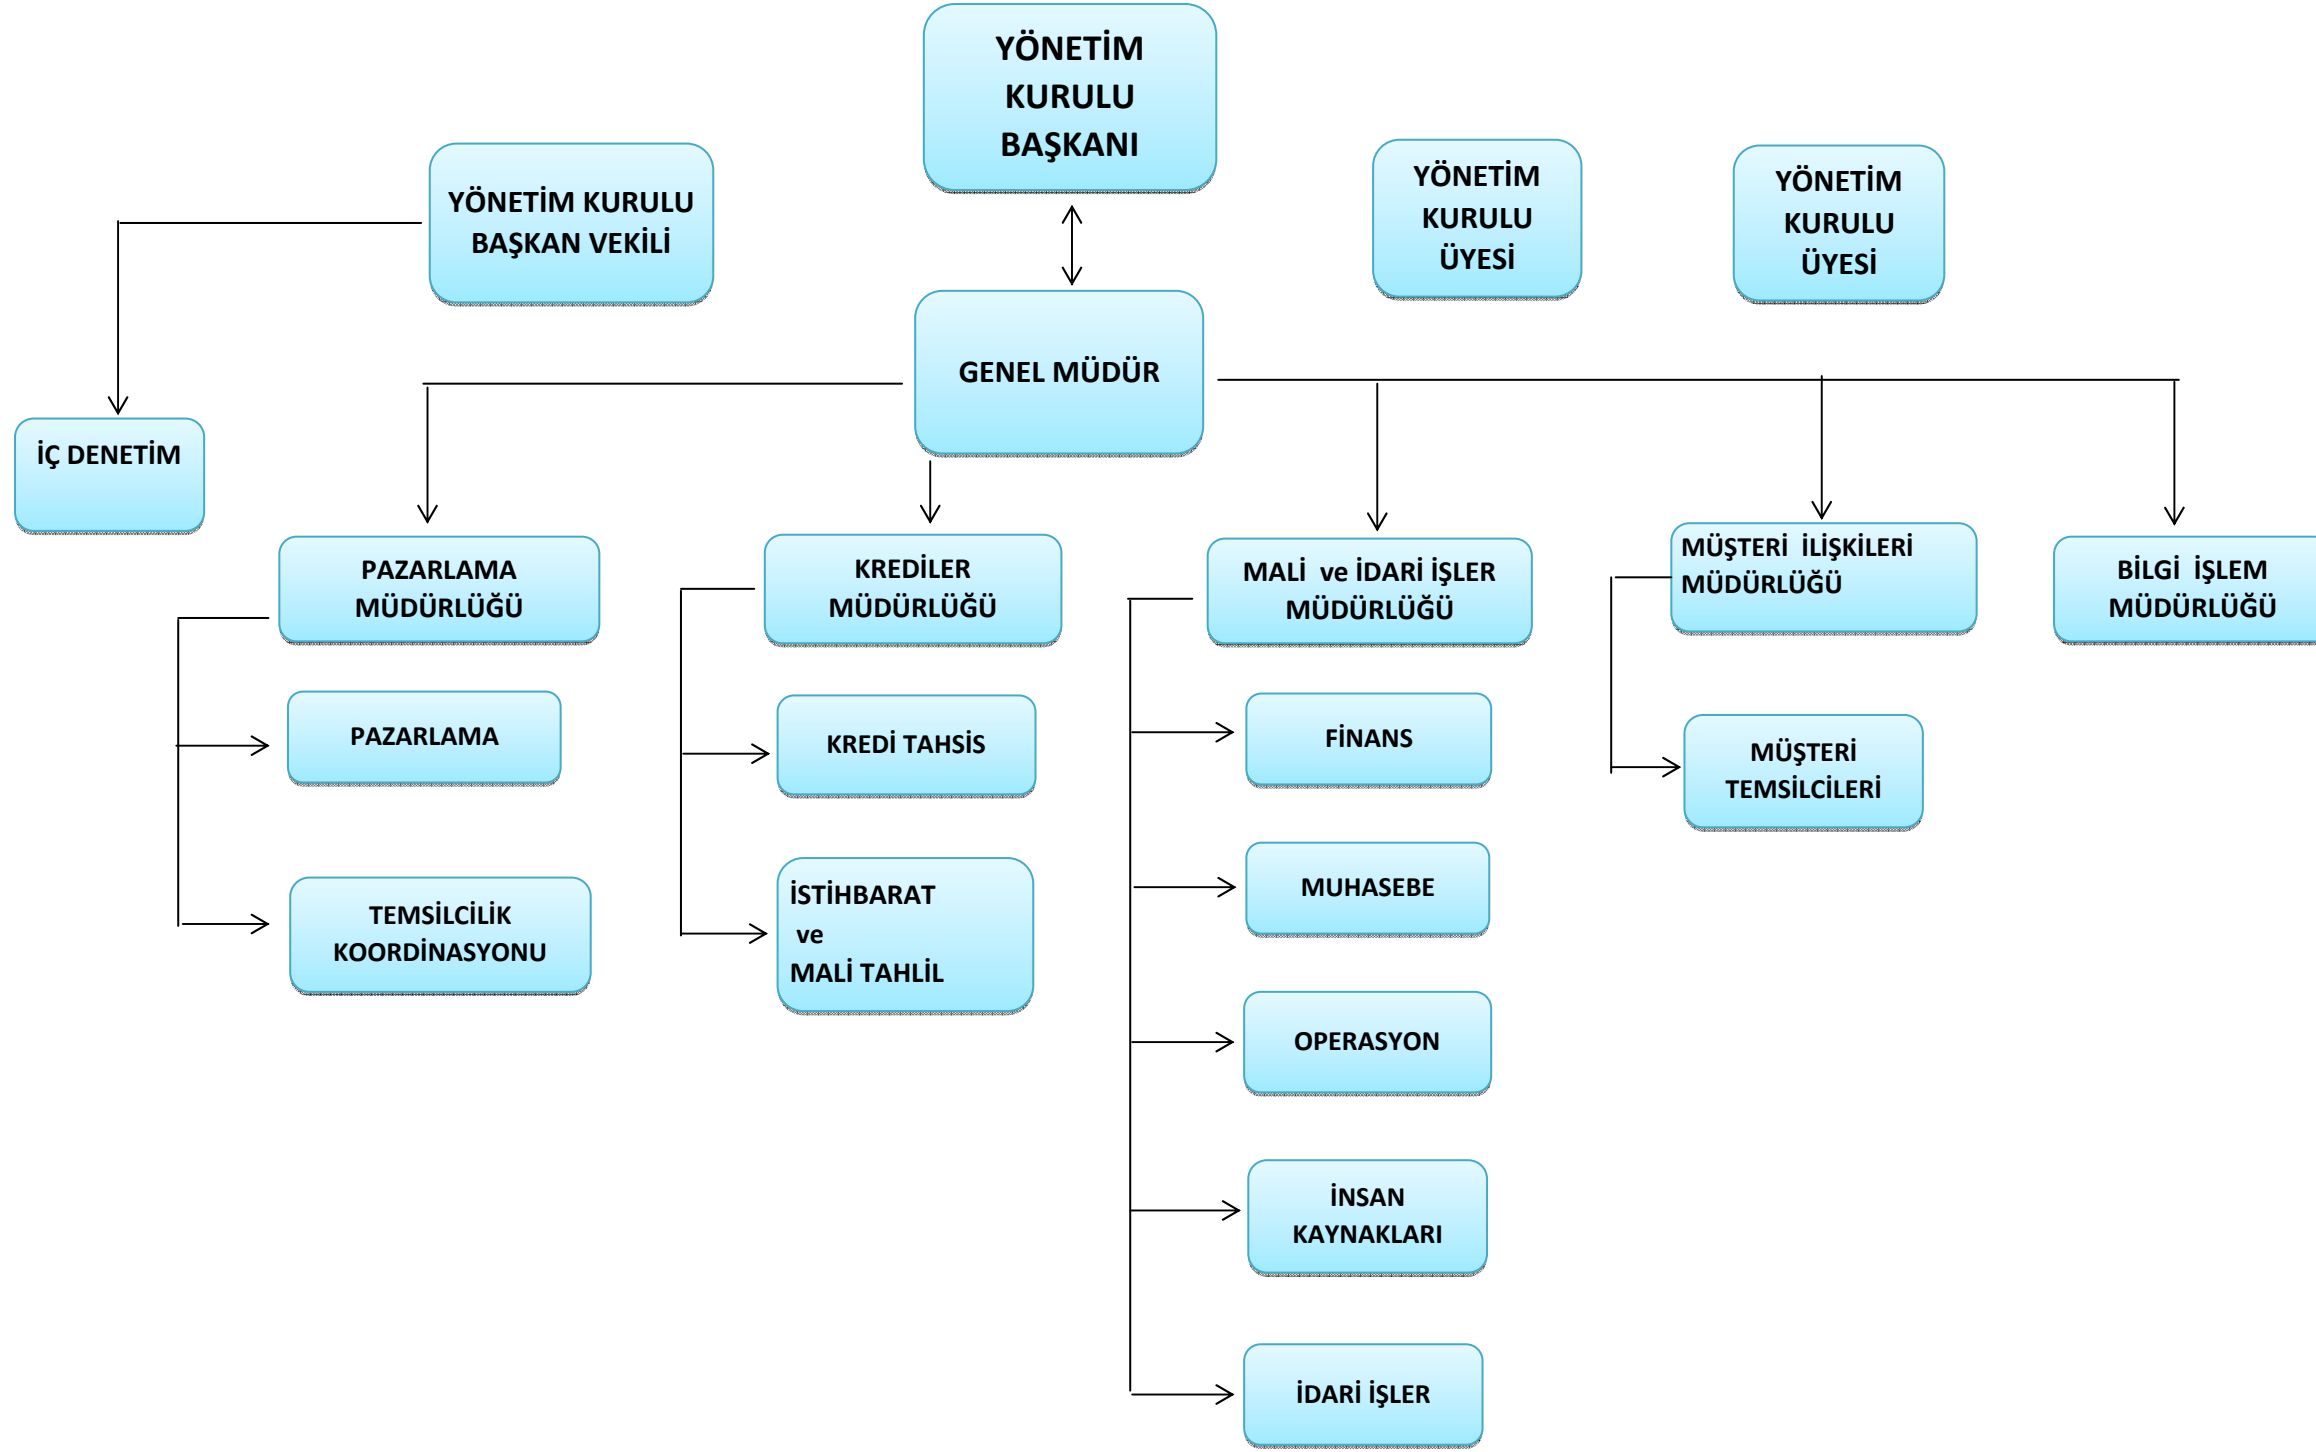 YÖNETİM
KURULU
BAŞKANI
YÖNETİM KURULU
BAŞKAN VEKİLİ
YÖNETİM
KURULU
ÜYESİ
YÖNETİM
KURULU
ÜYESİ
GENEL MÜDÜR
İÇ DENETİM
PAZARLAMA
MÜDÜRLÜĞÜ
KREDİLER
MÜDÜRLÜĞÜ
MALİ ve İDARİ İŞLER
MÜDÜRLÜĞÜ
MÜŞTERİ İLİŞKİLERİ
MÜDÜRLÜĞÜ
BİLGİ İŞLEM
MÜDÜRLÜĞÜ
PAZARLAMA
TEMSİLCİLİK
KOORDİNASYONU
KREDİ TAHSİS
İSTİHBARAT
ve
MALİ TAHLİL
FİNANS
MUHASEBE
OPERASYON
İNSAN
KAYNAKLARI
İDARİ İŞLER
MÜŞTERİ
TEMSİLCİLERİ